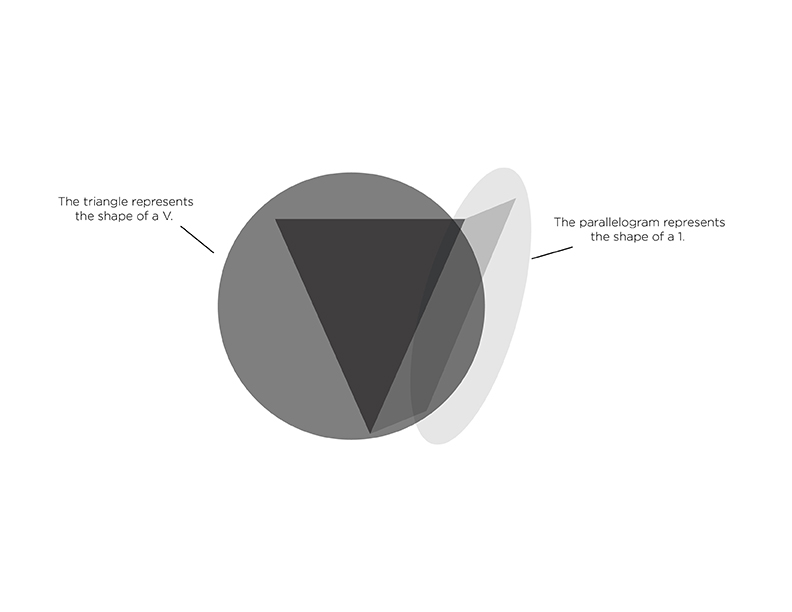 The triangle represents
the shape of a V.
The parallelogram represents
the shape of a 1.